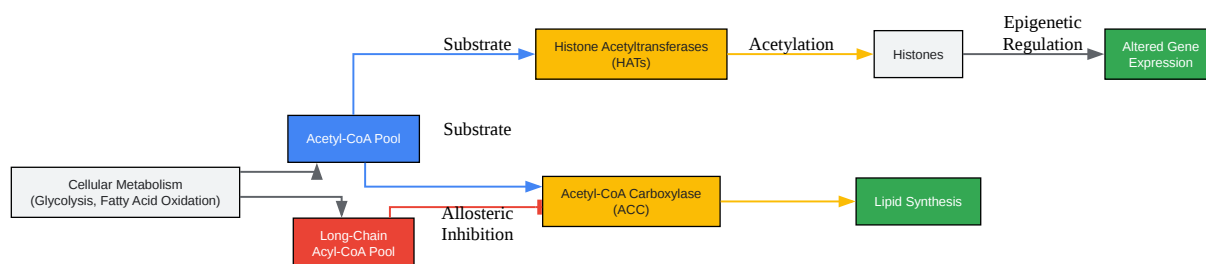 Epigenetic
Regulation
Substrate
Acetylation
Histone Acetyltransferases
(HATs)
Histones
Altered Gene
Expression
Acetyl-CoA Pool
Substrate
Cellular Metabolism
(Glycolysis, Fatty Acid Oxidation)
Acetyl-CoA Carboxylase
(ACC)
Lipid Synthesis
Allosteric
Inhibition
Long-Chain
Acyl-CoA Pool